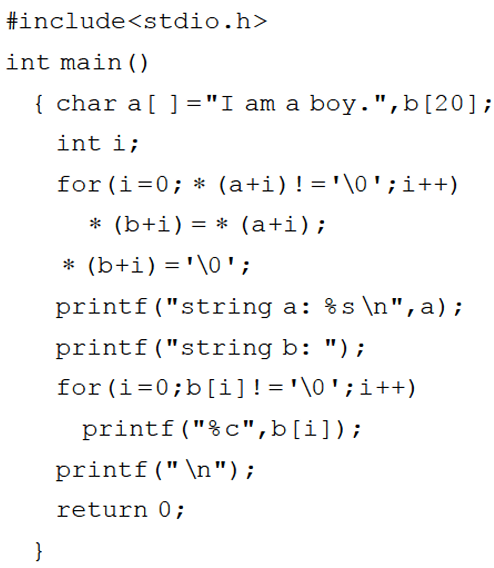 #include<stdio.h>
int main()
{ char a[ ]="I am a boy.",b[20];
int i;
for(i=0; * (a+i)!='\0';i++)
* (b+i) = * (a+i);
* (b+i) ='\0';
printf("string a: %s\n",a);
printf("string b: ");
for(i=0;b[i]!='\0';i++)
printf("%c",b[i]);
printf("\n");
return 0;
}